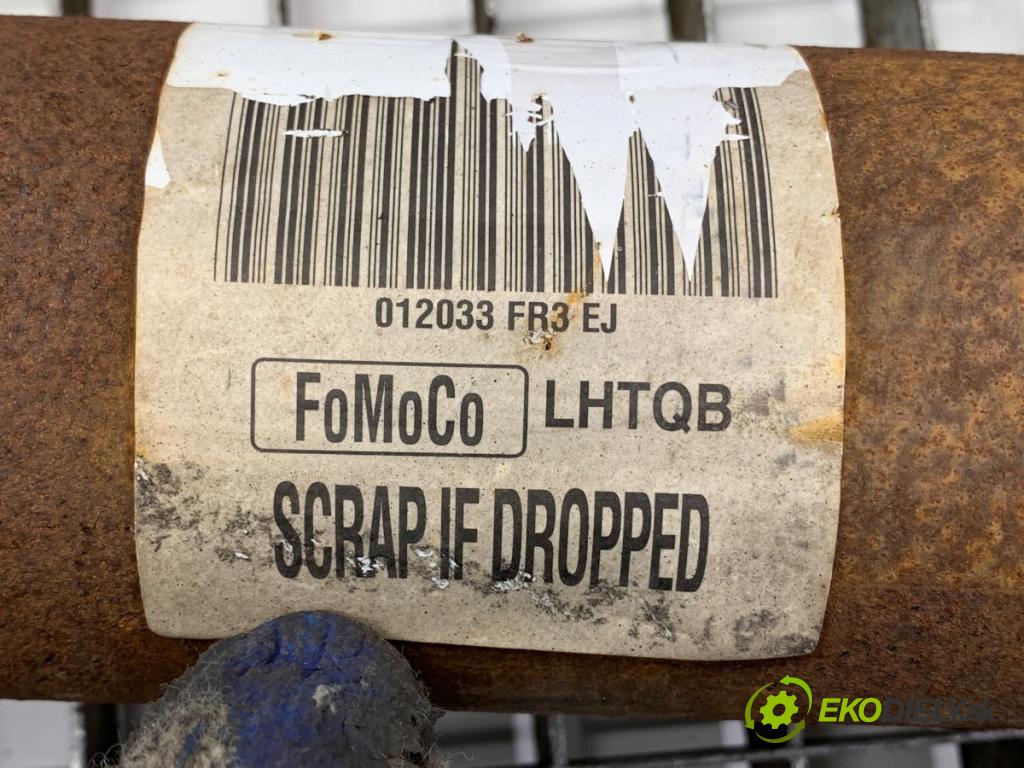 012033 FR3 EJ
FoMoCo LHTQB
SCRAP IF DROPPED
EKODIELY.sk